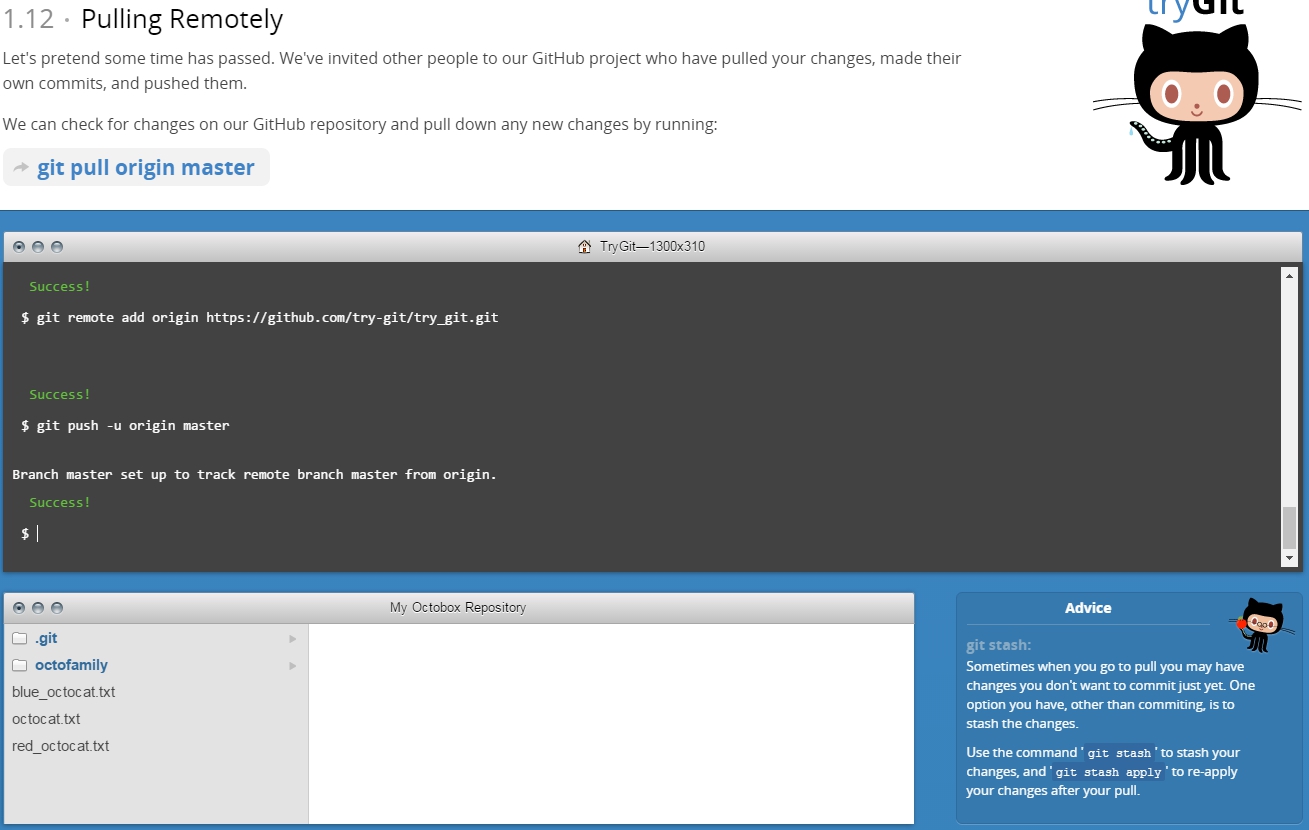 tryGit
1.12 · Pulling Remotely
Let's pretend some time has passed. We've invited other people to our GitHub project who have pulled your changes, made their
own commits, and pushed them.
We can check for changes on our GitHub repository and pull down any new changes by running:
git pull origin master
TryGit—1300x310
Success!
$ git remote add origin https://github.com/try-git/try_git.git
Success!
$ git push -u origin master
Branch master set up to track remote branch master from origin.
Success!
$
My Octobox Repository
.git
octofamily
blue_octocat.txt
octocat.txt
red_octocat.txt
Advice
git stash:
Sometimes when you go to pull you may have
changes you don't want to commit just yet. One
option you have, other than commiting, is to
stash the changes.
Use the command 'git stash' to stash your
changes, and 'git stash apply' to re-apply
your changes after your pull.